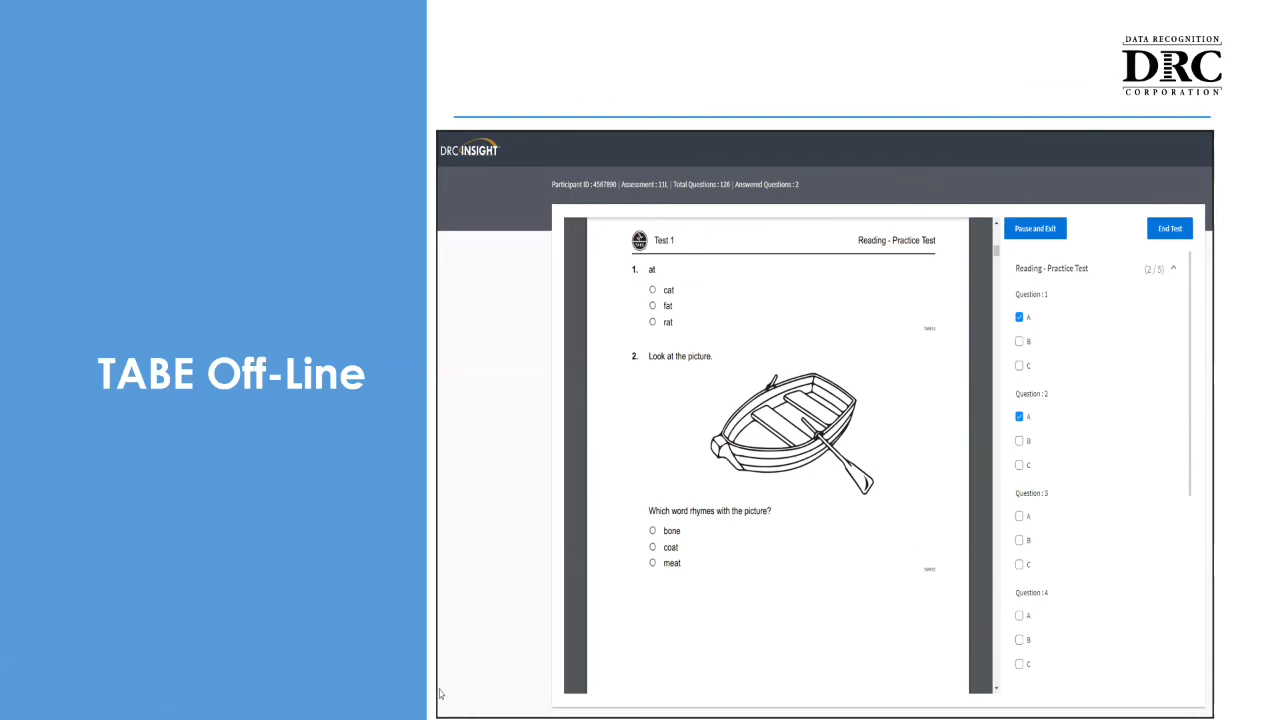 DATA RECOGNITION
DRC
CORPORATION
TABE Off-Line
DRC INSIGHT
Participant ID : 4567890 | Assessment : 11L | Total Questions : 126 | Answered Questions : 2
Test 1
Reading - Practice Test
1. at
cat
fat
rat
2. Look at the picture.
Which word rhymes with the picture?
bone
coat
meat
Pause and Exit
End Test
Reading - Practice Test (2 / 5)
Question : 1
A
B
C
Question : 2
A
B
C
Question : 3
A
B
C
Question : 4
A
B
C